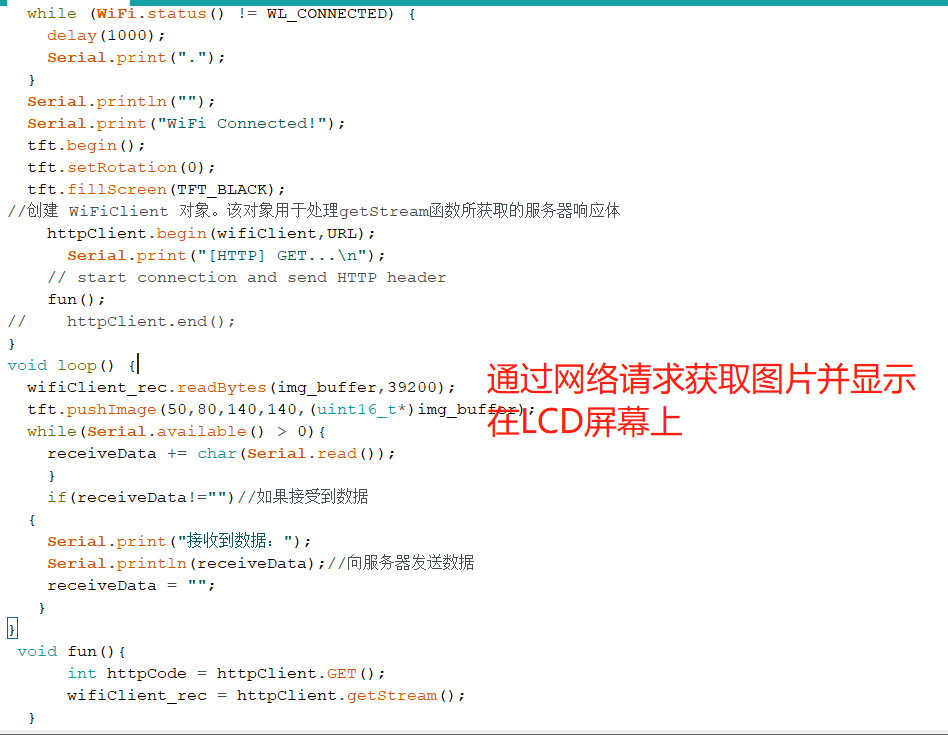 while (WiFi.status() != WL_CONNECTED) {
delay(1000);
Serial.print(".");
}
Serial.println("");
Serial.print("WiFi Connected!");
tft.begin();
tft.setRotation(0);
tft.fillScreen(TFT_BLACK);
//创建 WiFiClient 对象。该对象用于处理getStream函数所获取的服务器响应体
httpClient.begin(wifiClient,URL);
Serial.print("[HTTP] GET...\n");
// start connection and send HTTP header
fun();
//    httpClient.end();
}
void loop() {
wifiClient_rec.readBytes(img_buffer,39200);
tft.pushImage(50,80,140,140,(uint16_t*)img_buffer);
通过网络请求获取图片并显示
在LCD屏幕上
while(Serial.available() > 0){
receiveData += char(Serial.read());
}
if(receiveData!="")//如果接受到数据
{
Serial.print("接收到数据：");
Serial.println(receiveData);//向服务器发送数据
receiveData = "";
}
}
void fun(){
int httpCode = httpClient.GET();
wifiClient_rec = httpClient.getStream();
}